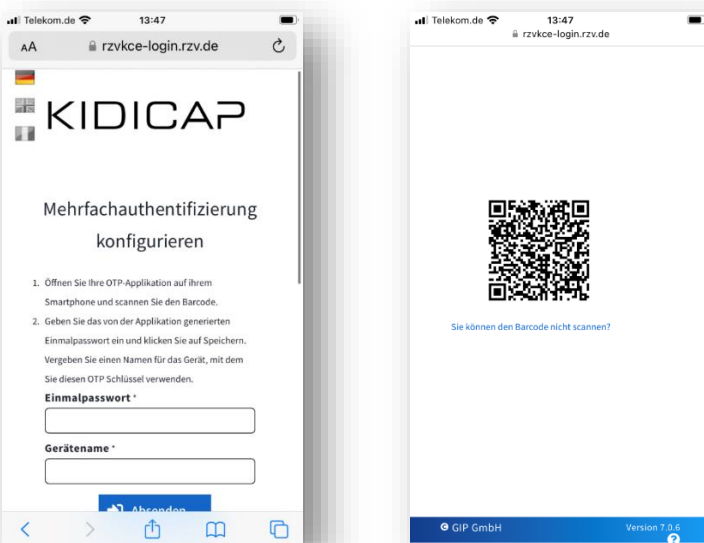 Telekom.de 13:47
AA rzvkce-login.rzv.de
KIDICAP
Mehrfachauthentifizierung
konfigurieren
1. Öffnen Sie Ihre OTP-Applikation auf ihrem
Smartphone und scannen Sie den Barcode.
2. Geben Sie das von der Applikation generierten
Einmalpasswort ein und klicken Sie auf Speichern.
Vergeben Sie einen Namen für das Gerät, mit dem
Sie diesen OTP Schlüssel verwenden.
Einmalpasswort *
Gerätename *
Absenden
Telekom.de 13:47
rzvkce-login.rzv.de
Sie können den Barcode nicht scannen?
GIP GmbH Version 7.0.6
?